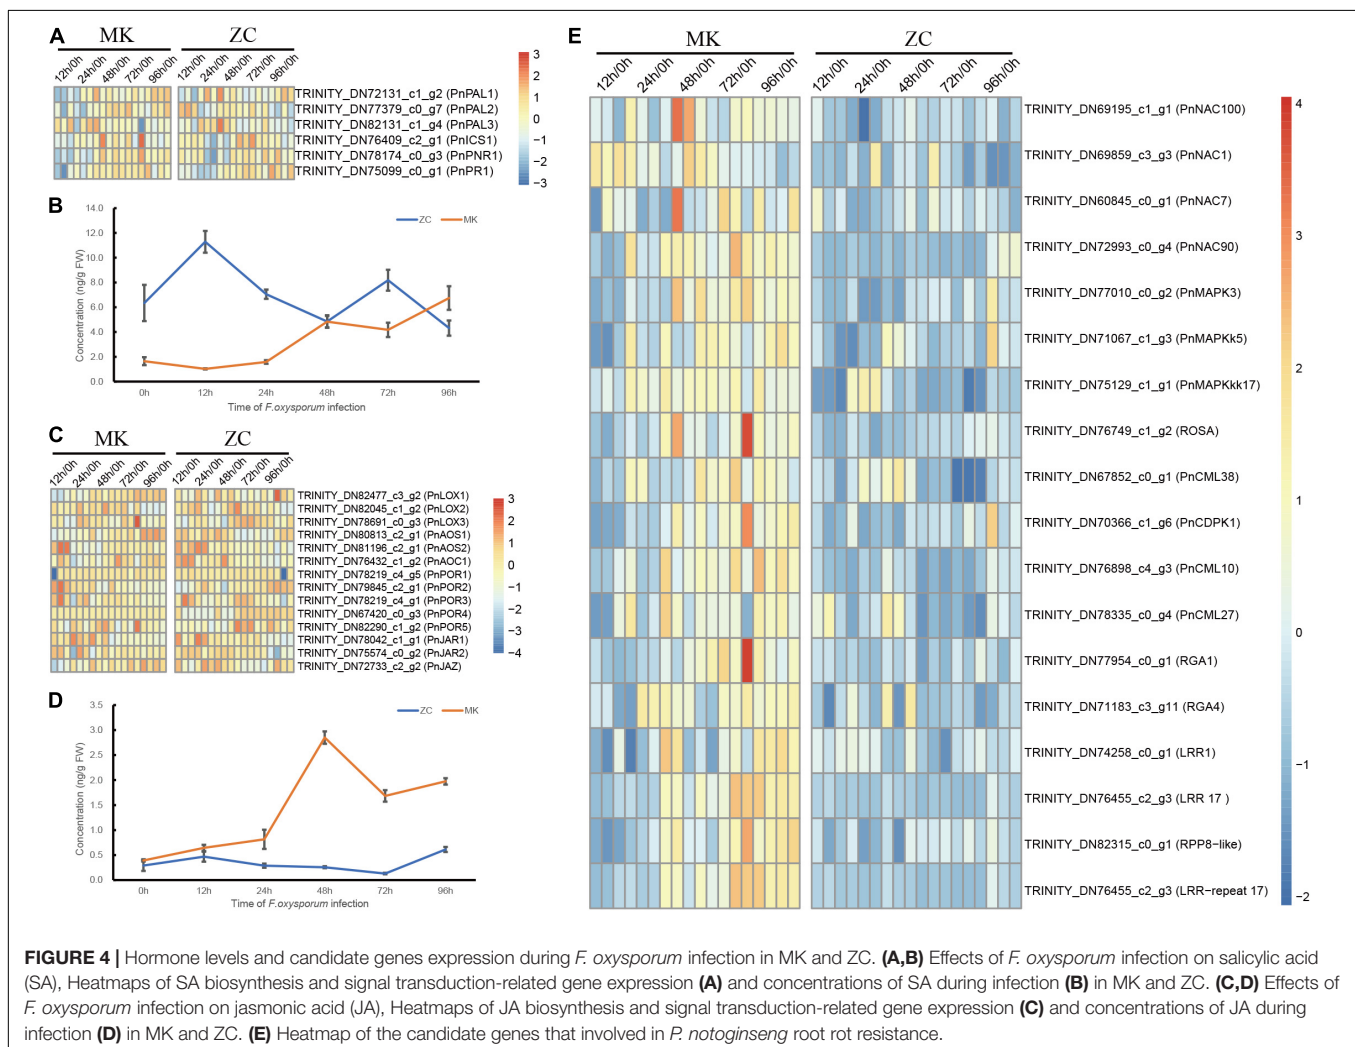 A
MK ZC
12h/0h 24h/0h 48h/0h 72h/0h 96h/0h 12h/0h 24h/0h 48h/0h 72h/0h 96h/0h
TRINITY_DN72131_c1_g2 (PnPAL1)
TRINITY_DN77379_c0_g7 (PnPAL2)
TRINITY_DN82131_c1_g4 (PnPAL3)
TRINITY_DN76409_c2_g1 (PnICS1)
TRINITY_DN78174_c0_g3 (PnPNR1)
TRINITY_DN75099_c0_g1 (PnPR1)
3
2
1
0
−1
−2
−3
B
ZC MK
Concentration (ng/g FW)
14.0
12.0
10.0
8.0
6.0
4.0
2.0
0.0
0h 12h 24h 48h 72h 96h
Time of F.oxysporum infection
C
MK ZC
12h/0h 24h/0h 48h/0h 72h/0h 96h/0h 12h/0h 24h/0h 48h/0h 72h/0h 96h/0h
TRINITY_DN82477_c3_g2 (PnLOX1)
TRINITY_DN82045_c1_g2 (PnLOX2)
TRINITY_DN78691_c0_g3 (PnLOX3)
TRINITY_DN80813_c2_g1 (PnAOS1)
TRINITY_DN81196_c2_g1 (PnAOS2)
TRINITY_DN76432_c1_g2 (PnAOC1)
TRINITY_DN78219_c4_g5 (PnPOR1)
TRINITY_DN79845_c2_g1 (PnPOR2)
TRINITY_DN78219_c4_g1 (PnPOR3)
TRINITY_DN67420_c0_g3 (PnPOR4)
TRINITY_DN82290_c1_g2 (PnPOR5)
TRINITY_DN78042_c1_g1 (PnJAR1)
TRINITY_DN75574_c0_g2 (PnJAR2)
TRINITY_DN72733_c2_g2 (PnJAZ)
3
2
1
0
−1
−2
−3
−4
D
ZC MK
Concentration (ng/g FW)
3.5
3.0
2.5
2.0
1.5
1.0
0.5
0.0
0h 12h 24h 48h 72h 96h
Time of F.oxysporum infection
E
MK ZC
12h/0h 24h/0h 48h/0h 72h/0h 96h/0h 12h/0h 24h/0h 48h/0h 72h/0h 96h/0h
TRINITY_DN69195_c1_g1 (PnNAC100)
TRINITY_DN69859_c3_g3 (PnNAC1)
TRINITY_DN60845_c0_g1 (PnNAC7)
TRINITY_DN72993_c0_g4 (PnNAC90)
TRINITY_DN77010_c0_g2 (PnMAPK3)
TRINITY_DN71067_c1_g3 (PnMAPKk5)
TRINITY_DN75129_c1_g1 (PnMAPKkk17)
TRINITY_DN76749_c1_g2 (ROSA)
TRINITY_DN67852_c0_g1 (PnCML38)
TRINITY_DN70366_c1_g6 (PnCDPK1)
TRINITY_DN76898_c4_g3 (PnCML10)
TRINITY_DN78335_c0_g4 (PnCML27)
TRINITY_DN77954_c0_g1 (RGA1)
TRINITY_DN71183_c3_g11 (RGA4)
TRINITY_DN74258_c0_g1 (LRR1)
TRINITY_DN76455_c2_g3 (LRR 17 )
TRINITY_DN82315_c0_g1 (RPP8−like)
TRINITY_DN76455_c2_g3 (LRR−repeat 17)
4
3
2
1
0
−1
−2
FIGURE 4 | Hormone levels and candidate genes expression during F. oxysporum infection in MK and ZC. (A,B) Effects of F. oxysporum infection on salicylic acid
(SA), Heatmaps of SA biosynthesis and signal transduction-related gene expression (A) and concentrations of SA during infection (B) in MK and ZC. (C,D) Effects of
F. oxysporum infection on jasmonic acid (JA), Heatmaps of JA biosynthesis and signal transduction-related gene expression (C) and concentrations of JA during
infection (D) in MK and ZC. (E) Heatmap of the candidate genes that involved in P. notoginseng root rot resistance.